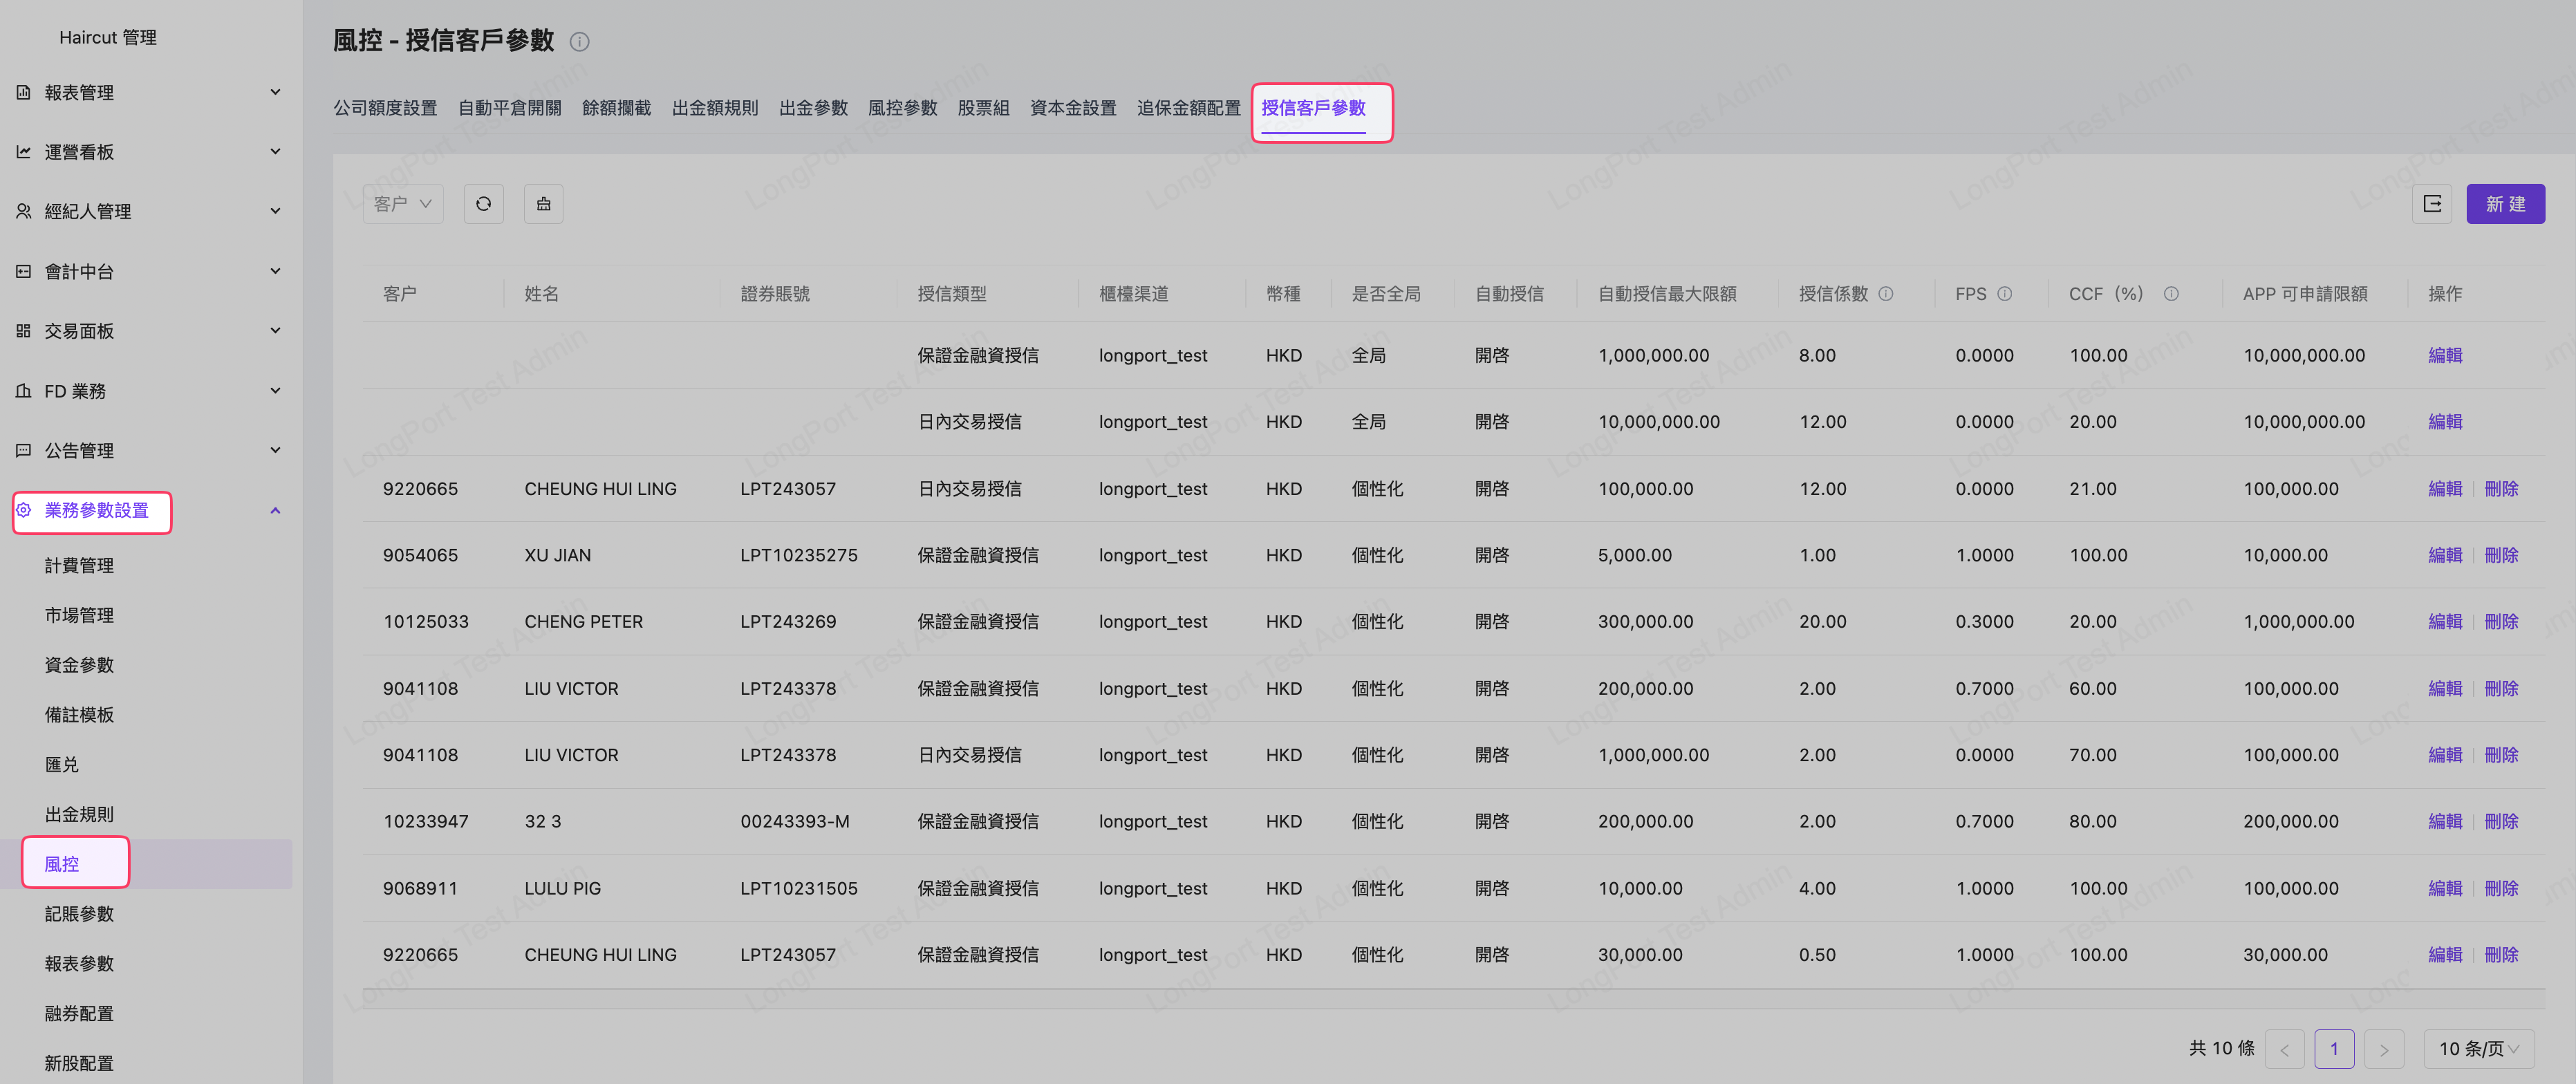 Haircut 管理
報表管理
運營看板
經紀人管理
會計中台
交易面板
FD 業務
公告管理
業務參數設置
計費管理
市場管理
資金參數
備註模板
匯兑
出金規則
風控
記賬參數
報表參數
融券配置
新股配置
風控 - 授信客戶參數
公司額度設置 自動平倉開關 餘額攔截 出金額規則 出金參數 風控參數 股票組 資本金設置 追保金額配置 授信客戶參數
客户
新 建
客户 姓名 證券賬號 授信類型 櫃檯渠道 幣種 是否全局 自動授信 自動授信最大限額 授信係數 FPS CCF（%） APP 可申請限額 操作
保證金融資授信 longport_test HKD 全局 開啓 1,000,000.00 8.00 0.0000 100.00 10,000,000.00 編輯
日內交易授信 longport_test HKD 全局 開啓 10,000,000.00 12.00 0.0000 20.00 10,000,000.00 編輯
9220665 CHEUNG HUI LING LPT243057 日內交易授信 longport_test HKD 個性化 開啓 100,000.00 12.00 0.0000 21.00 100,000.00 編輯 刪除
9054065 XU JIAN LPT10235275 保證金融資授信 longport_test HKD 個性化 開啓 5,000.00 1.00 1.0000 100.00 10,000.00 編輯 刪除
10125033 CHENG PETER LPT243269 保證金融資授信 longport_test HKD 個性化 開啓 300,000.00 20.00 0.3000 20.00 1,000,000.00 編輯 刪除
9041108 LIU VICTOR LPT243378 保證金融資授信 longport_test HKD 個性化 開啓 200,000.00 2.00 0.7000 60.00 100,000.00 編輯 刪除
9041108 LIU VICTOR LPT243378 日內交易授信 longport_test HKD 個性化 開啓 1,000,000.00 2.00 0.0000 70.00 100,000.00 編輯 刪除
10233947 32 3 00243393-M 保證金融資授信 longport_test HKD 個性化 開啓 200,000.00 2.00 0.7000 80.00 200,000.00 編輯 刪除
9068911 LULU PIG LPT10231505 保證金融資授信 longport_test HKD 個性化 開啓 10,000.00 4.00 1.0000 100.00 100,000.00 編輯 刪除
9220665 CHEUNG HUI LING LPT243057 保證金融資授信 longport_test HKD 個性化 開啓 30,000.00 0.50 1.0000 100.00 30,000.00 編輯 刪除
共 10 條 < 1 > 10 条/页
LongPort Test Admin